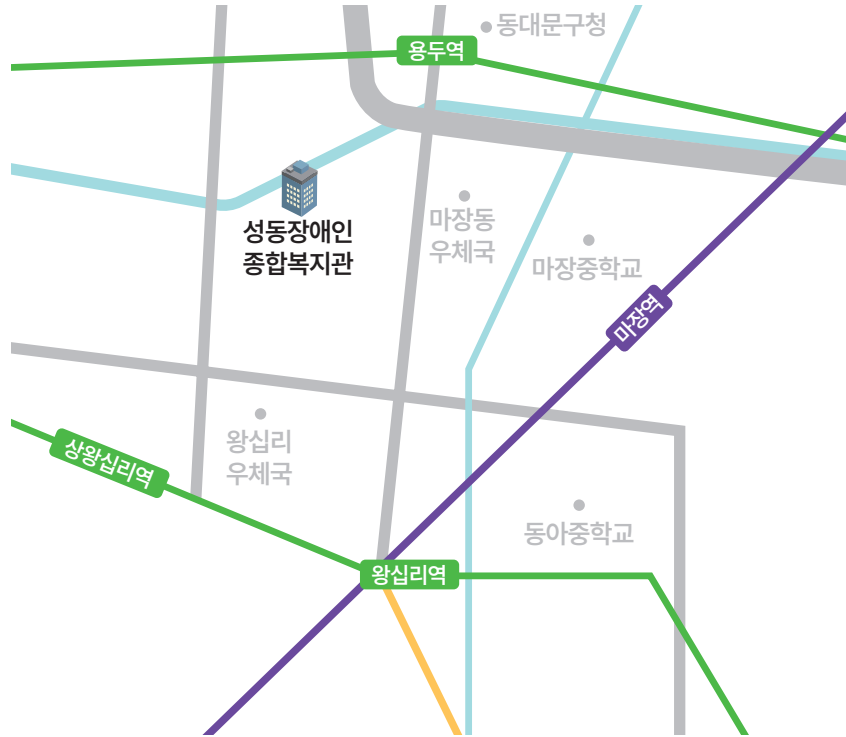 동대문구청
용두역
성동장애인
종합복지관
마장동
우체국
마장중학교
마장역
왕십리
우체국
상왕십리역
동아중학교
왕십리역